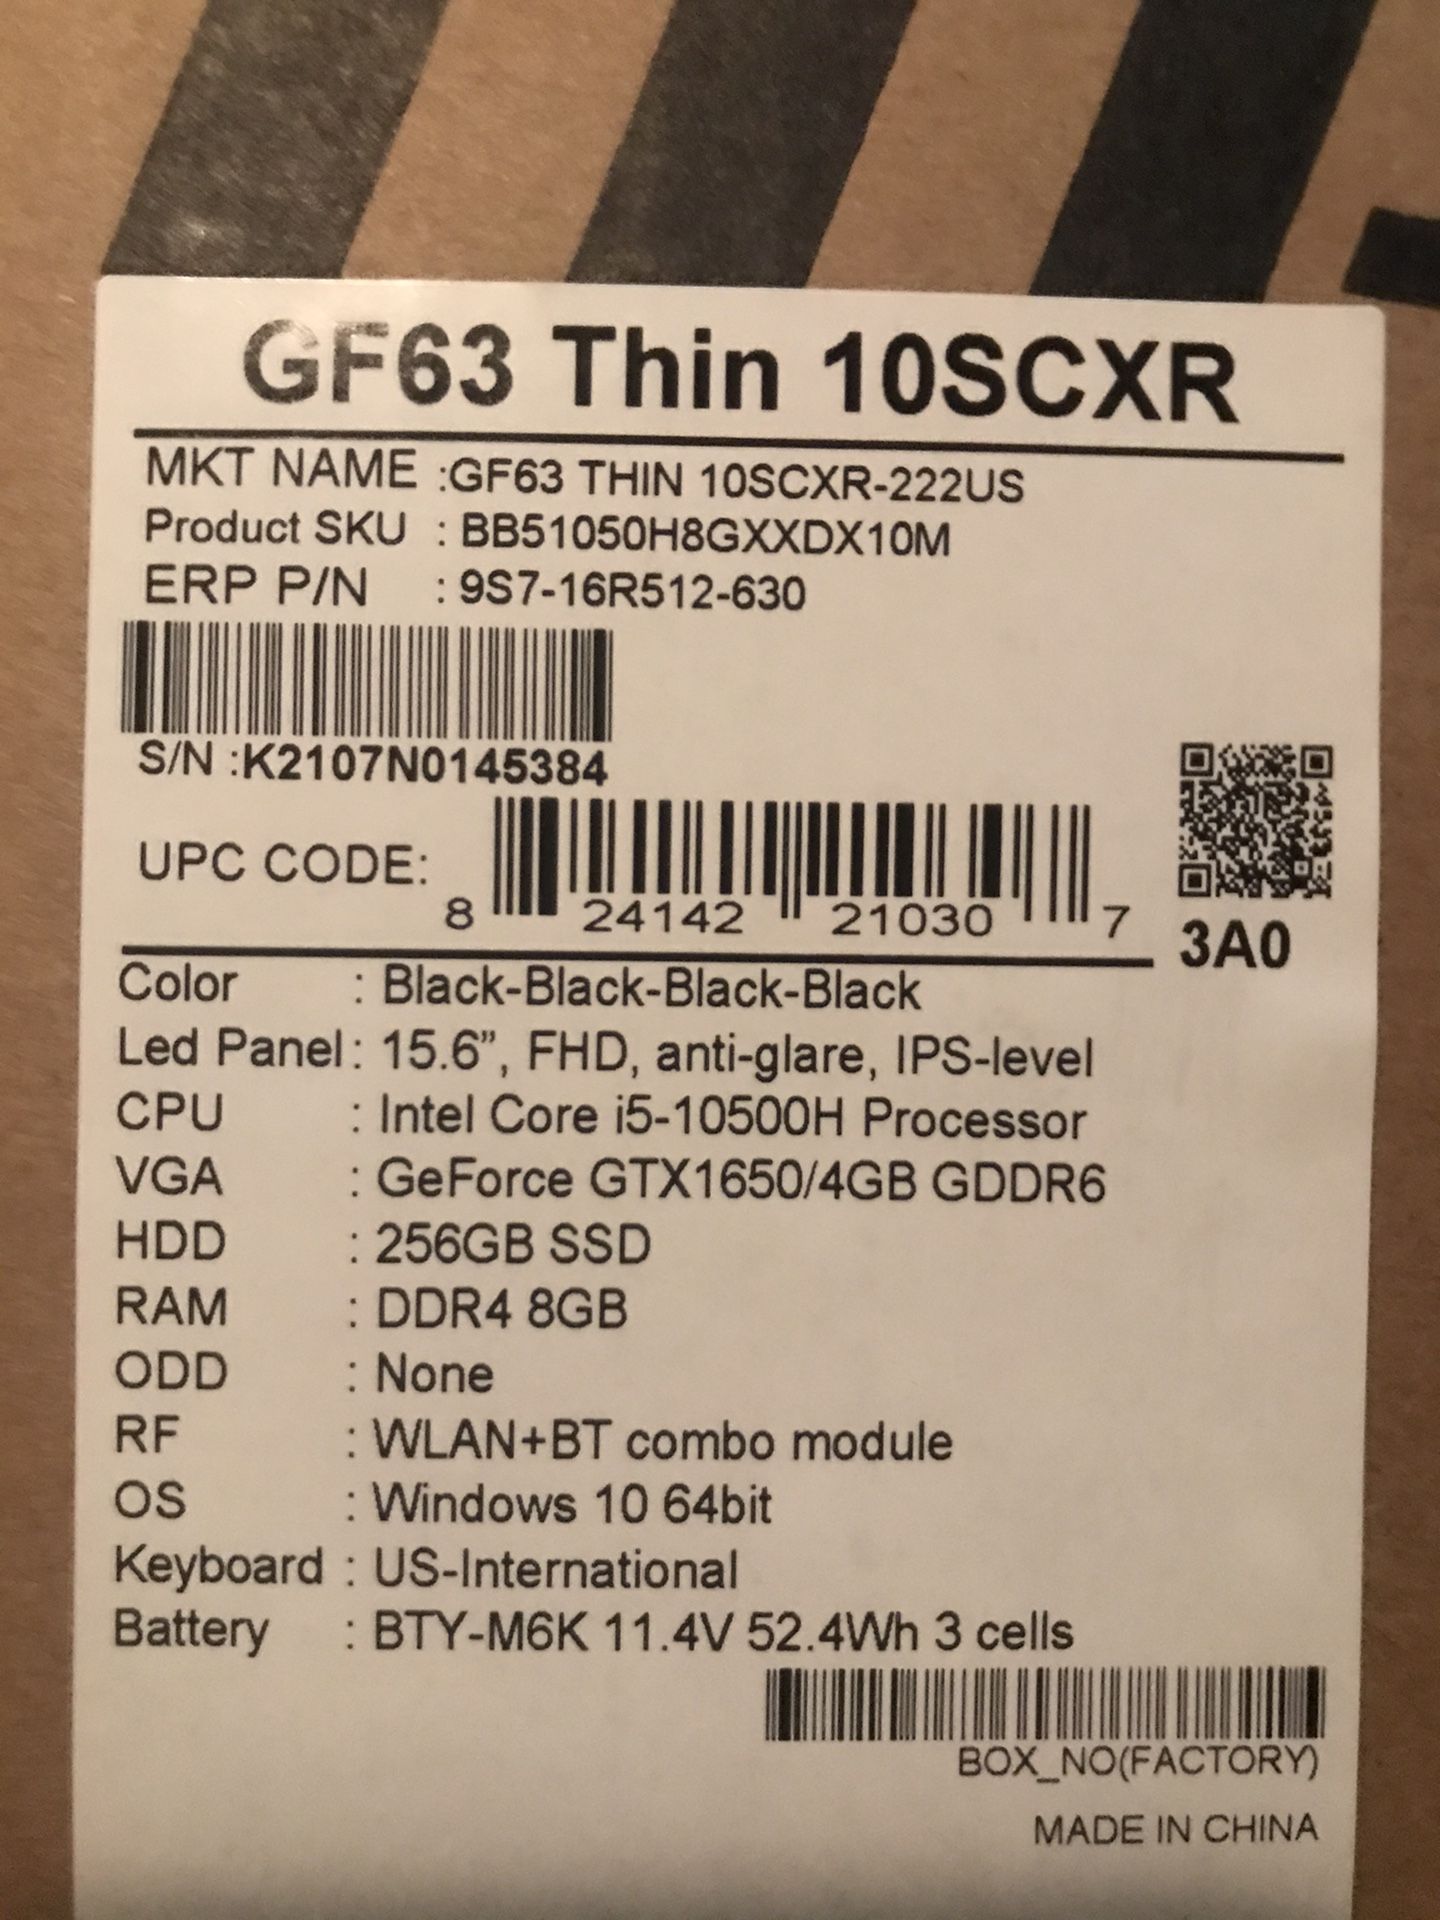 GF63 Thin 10SCXR
MKT NAME :GF63 THIN 10SCXR-222US
Product SKU : BB51050H8GXXDX10M
ERP P/N : 9S7-16R512-630
S/N :K2107N0145384
UPC CODE: 8 24142 21030 7
3A0
Color : Black-Black-Black-Black
Led Panel: 15.6”, FHD, anti-glare, IPS-level
CPU : Intel Core i5-10500H Processor
VGA : GeForce GTX1650/4GB GDDR6
HDD : 256GB SSD
RAM : DDR4 8GB
ODD : None
RF : WLAN+BT combo module
OS : Windows 10 64bit
Keyboard : US-International
Battery : BTY-M6K 11.4V 52.4Wh 3 cells
BOX_NO(FACTORY)
MADE IN CHINA